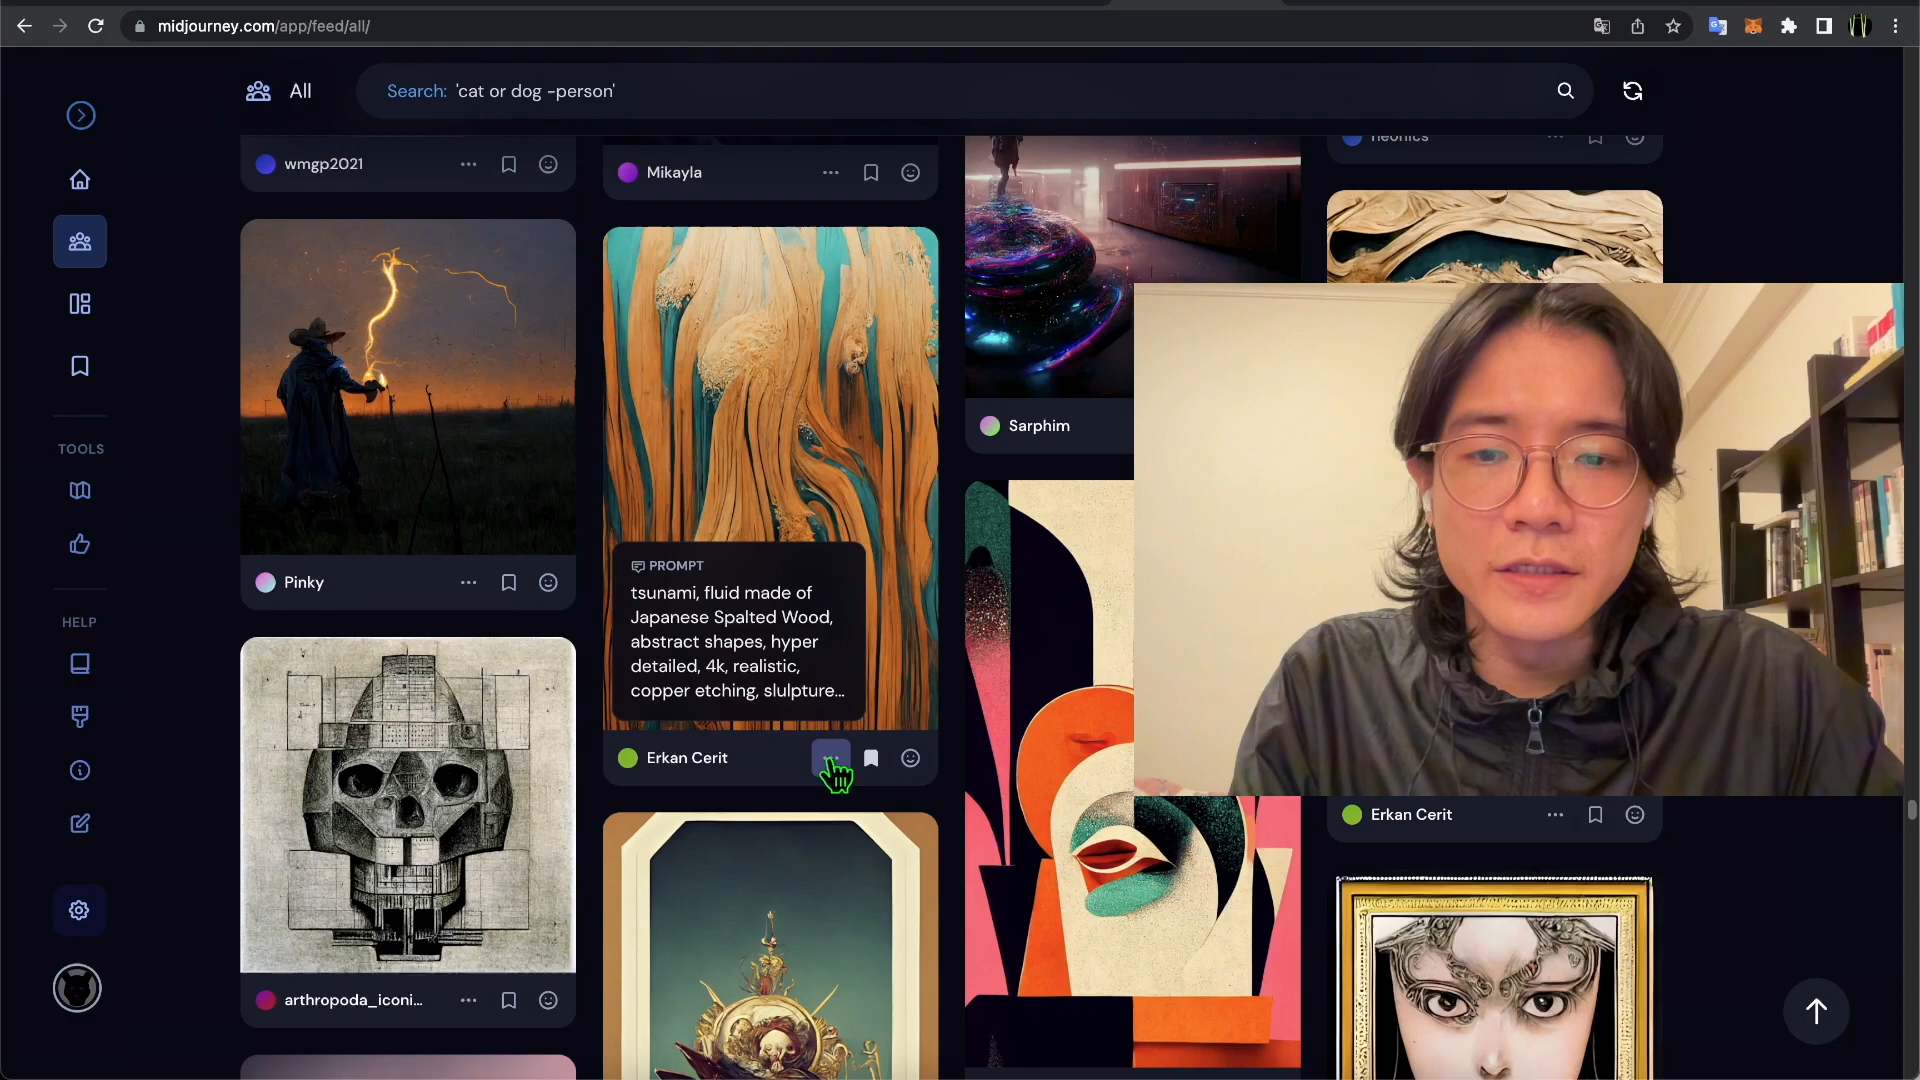 midjourney.com/app/feed/all/
All
Search: 'cat or dog -person'
wmgp2021
Mikayla
neonics
Sarphim
TOOLS
PROMPT
tsunami, fluid made of
Japanese Spalted Wood,
abstract shapes, hyper
detailed, 4k, realistic,
copper etching, slulpture...
Pinky
HELP
Erkan Cerit
Erkan Cerit
arthropoda_iconi...